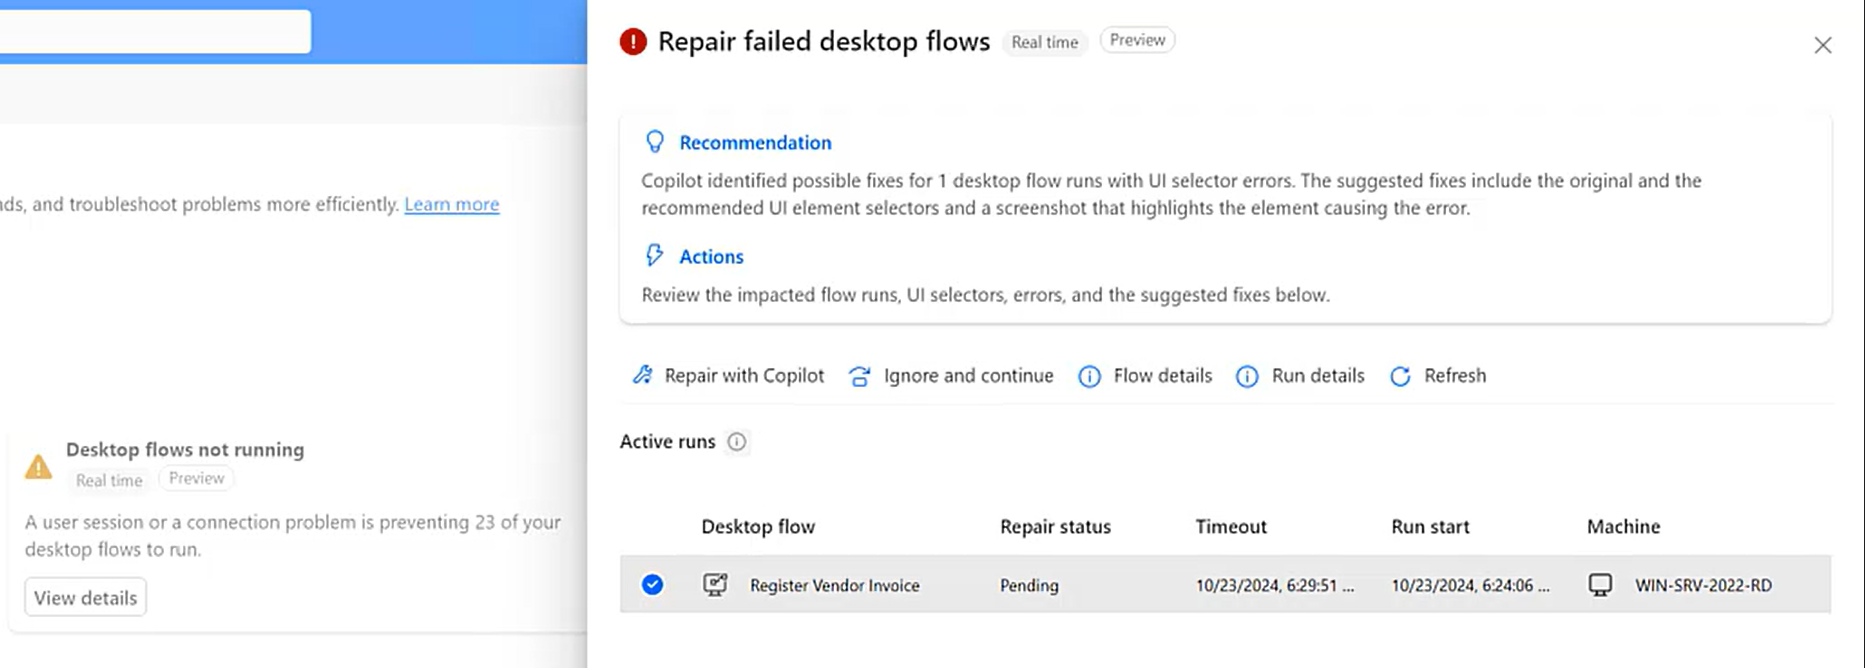 Repair failed desktop flows Real time Preview
Recommendation
Copilot identified possible fixes for 1 desktop flow runs with UI selector errors. The suggested fixes include the original and the
recommended UI element selectors and a screenshot that highlights the element causing the error.
Actions
Review the impacted flow runs, UI selectors, errors, and the suggested fixes below.
Repair with Copilot Ignore and continue Flow details Run details Refresh
Active runs
Desktop flow Repair status Timeout Run start Machine
Register Vendor Invoice Pending 10/23/2024, 6:29:51 ... 10/23/2024, 6:24:06 ... WIN-SRV-2022-RD
and troubleshoot problems more efficiently. Learn more
Desktop flows not running
Real time Preview
A user session or a connection problem is preventing 23 of your
desktop flows to run.
View details